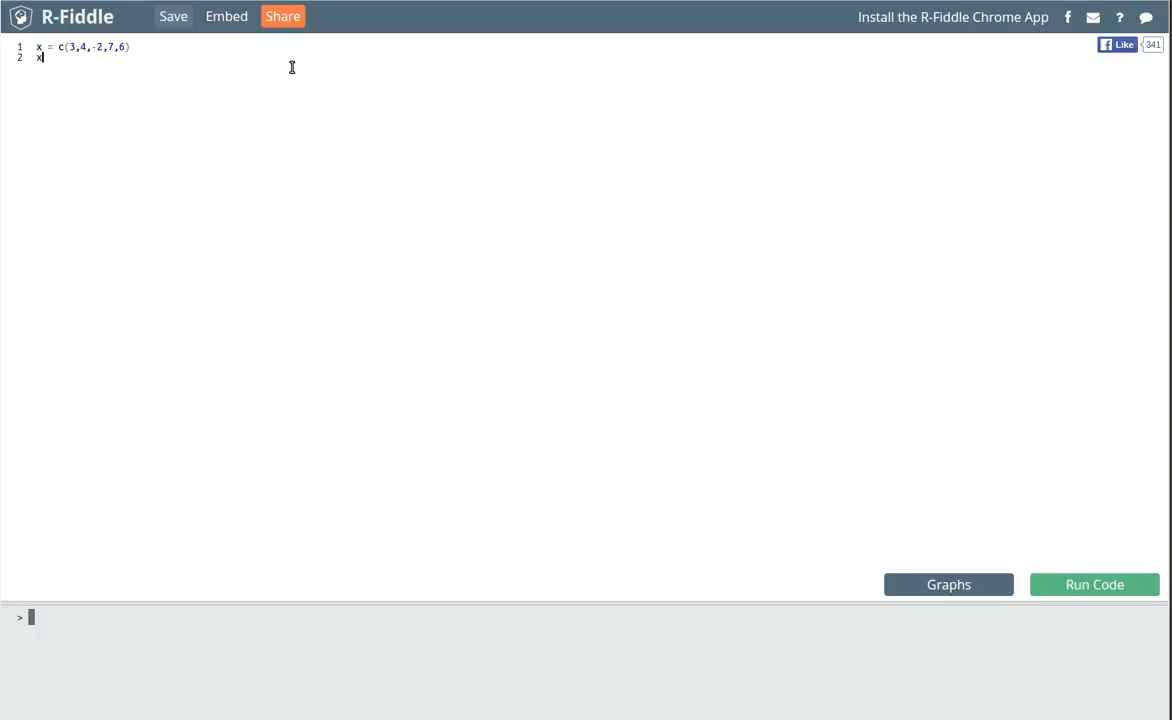 R-Fiddle Save Embed Share Install the R-Fiddle Chrome App f ?
Like 341
1 x = c(3,4,-2,7,6)
2 x
Graphs Run Code
>